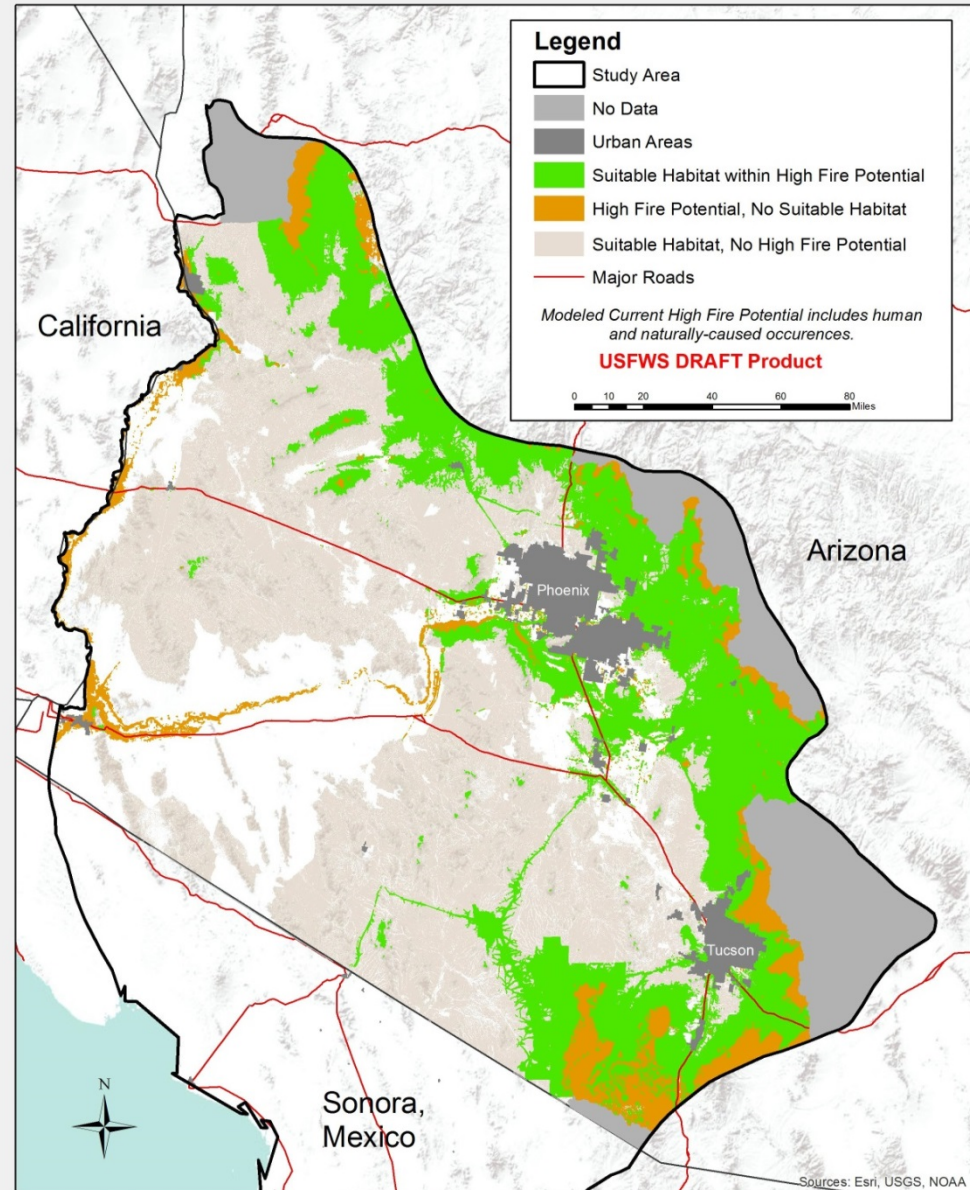 Legend
Study Area
No Data
Urban Areas
Suitable Habitat within High Fire Potential
High Fire Potential, No Suitable Habitat
Suitable Habitat, No High Fire Potential
Major Roads
Modeled Current High Fire Potential includes human
and naturally-caused occurences.
USFWS DRAFT Product
0 10 20 40 60 80
Miles
California
Arizona
Phoenix
Tucson
N
Sonora,
Mexico
Sources: Esri, USGS, NOAA